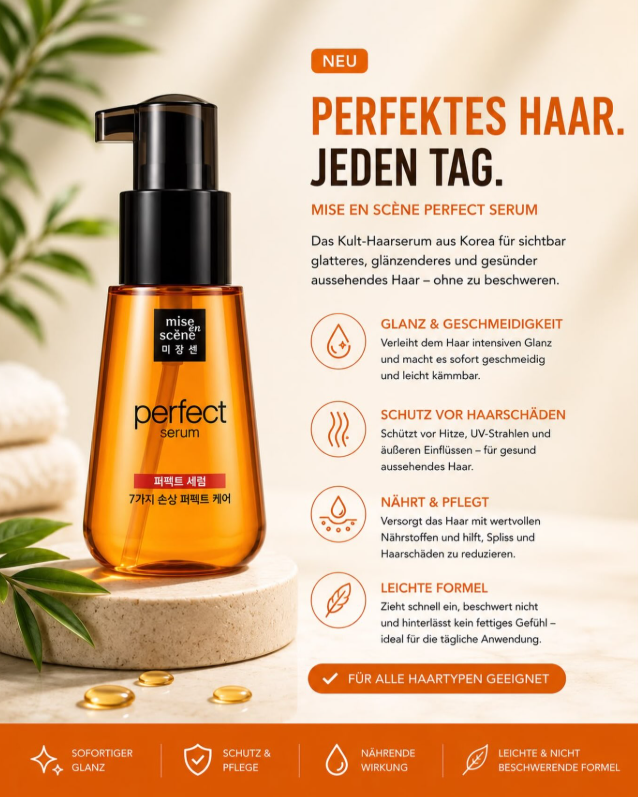 NEU
PERFEKTES HAAR.
JEDEN TAG.
MISE EN SCÈNE PERFECT SERUM
Das Kult-Haarserum aus Korea für sichtbar
glatteres, glänzenderes und gesünder
aussehendes Haar – ohne zu beschweren.
mise
en
scène
미쟝센
perfect
serum
퍼펙트 세럼
7가지 손상 퍼펙트 케어
GLANZ & GESCHMEIDIGKEIT
Verleiht dem Haar intensiven Glanz
und macht es sofort geschmeidig
und leicht kämmbar.
SCHUTZ VOR HAARSCHÄDEN
Schützt vor Hitze, UV-Strahlen und
äußeren Einflüssen – für gesund
aussehendes Haar.
NÄHRT & PFLEGT
Versorgt das Haar mit wertvollen
Nährstoffen und hilft, Spliss und
Haarschäden zu reduzieren.
LEICHTE FORMEL
Zieht schnell ein, beschwert nicht
und hinterlässt kein fettiges Gefühl –
ideal für die tägliche Anwendung.
FÜR ALLE HAARTYPEN GEEIGNET
SOFORTIGER
GLANZ
SCHUTZ &
PFLEGE
NÄHRENDE
WIRKUNG
LEICHTE & NICHT
BESCHWERENDE FORMEL